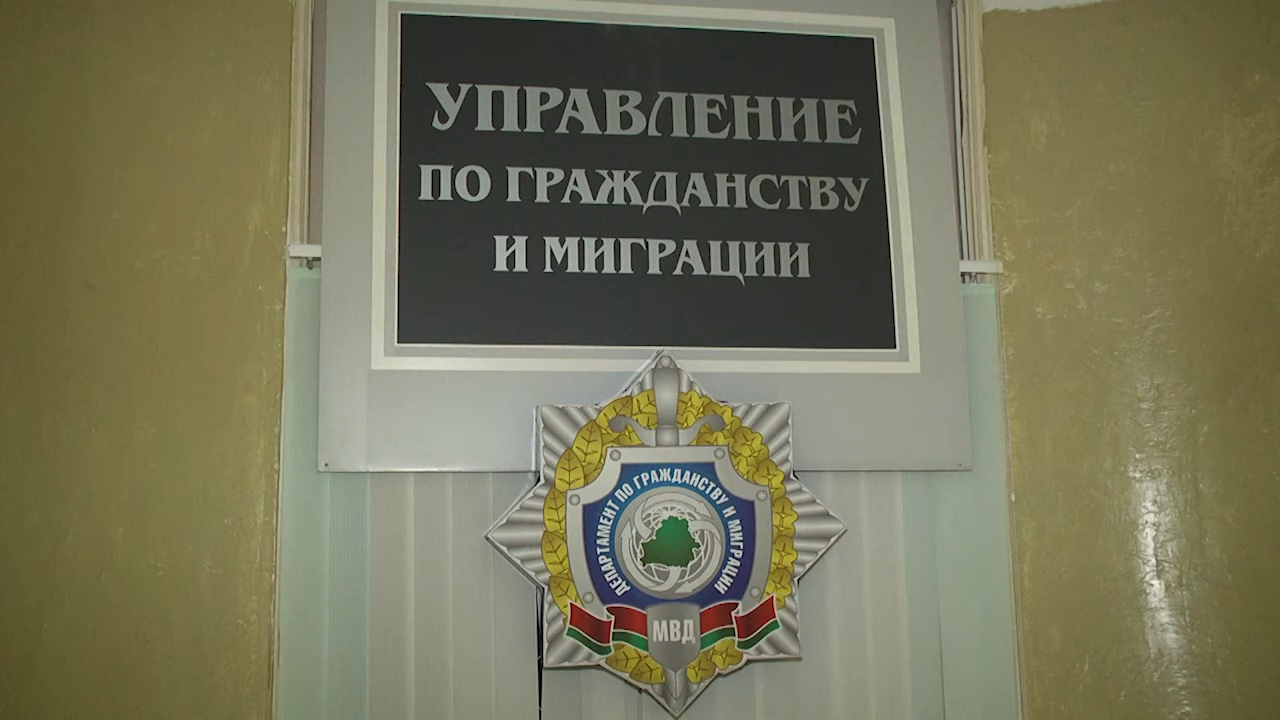 УПРАВЛЕНИЕ
ПО ГРАЖДАНСТВУ
И МИГРАЦИИ
ДЕПАРТАМЕНТ ПО ГРАЖДАНСТВУ И МИГРАЦИИ
МВД